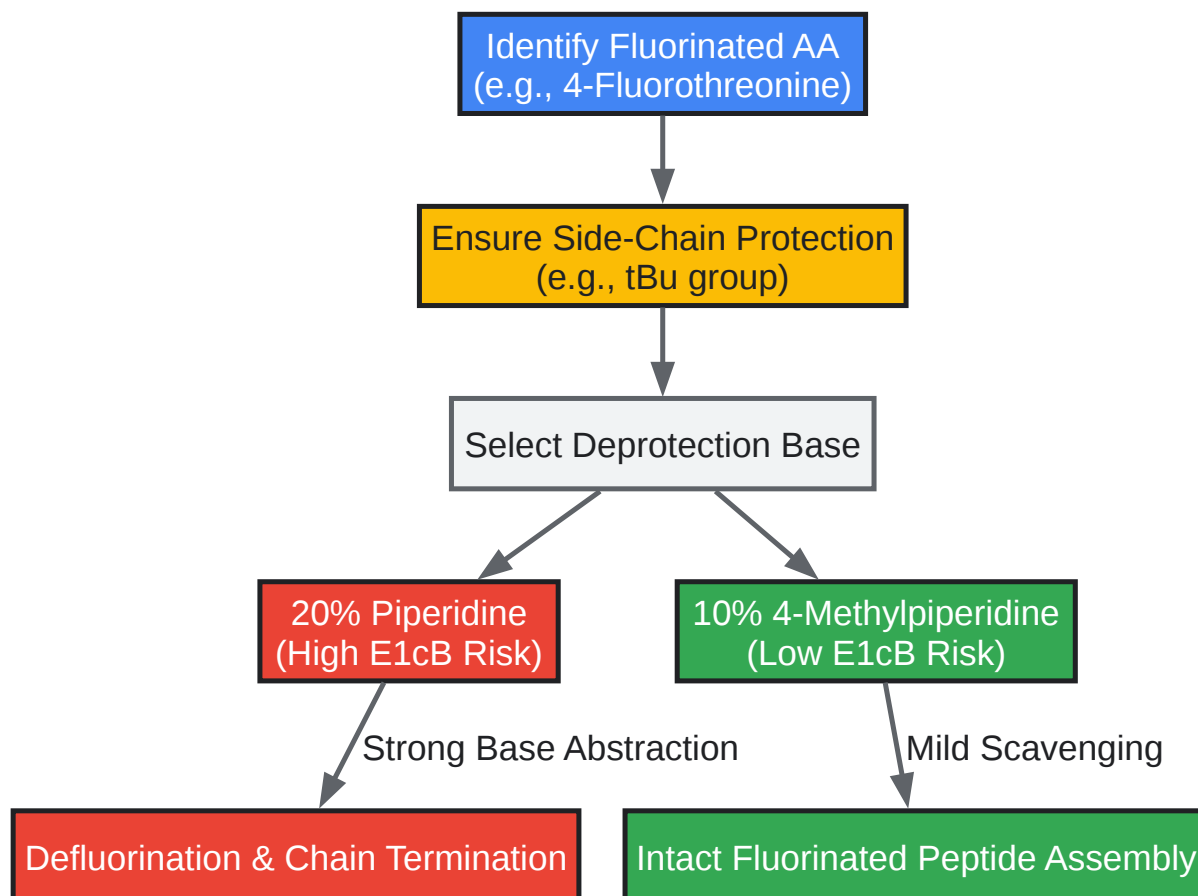 Identify Fluorinated AA
(e.g., 4-Fluorothreonine)
Ensure Side-Chain Protection
(e.g., tBu group)
Select Deprotection Base
20% Piperidine
(High E1cB Risk)
10% 4-Methylpiperidine
(Low E1cB Risk)
Strong Base Abstraction
Mild Scavenging
Defluorination & Chain Termination
Intact Fluorinated Peptide Assembly